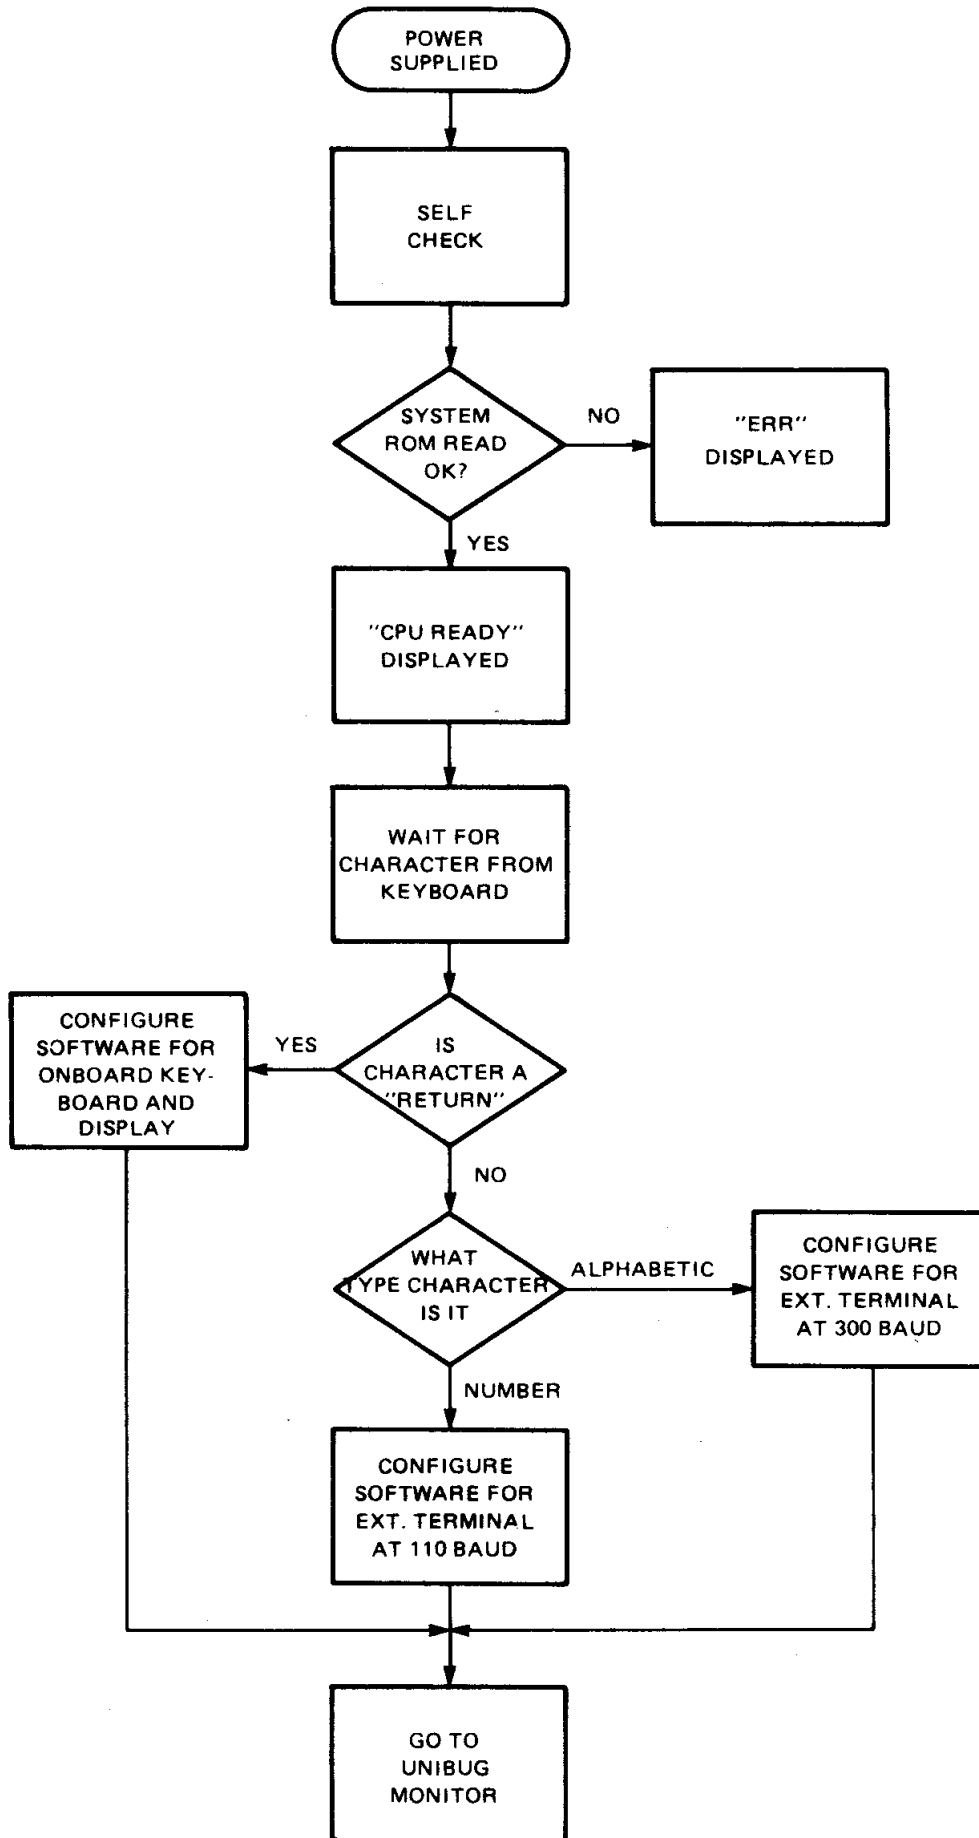 POWER
SUPPLIED
SELF
CHECK
SYSTEM
ROM READ
OK?
NO
"ERR"
DISPLAYED
YES
"CPU READY"
DISPLAYED
WAIT FOR
CHARACTER FROM
KEYBOARD
CONFIGURE
SOFTWARE FOR
ONBOARD KEY-
BOARD AND
DISPLAY
YES
IS
CHARACTER A
"RETURN"
NO
WHAT
TYPE CHARACTER
IS IT
ALPHABETIC
CONFIGURE
SOFTWARE FOR
EXT. TERMINAL
AT 300 BAUD
NUMBER
CONFIGURE
SOFTWARE FOR
EXT. TERMINAL
AT 110 BAUD
GO TO
UNIBUG
MONITOR